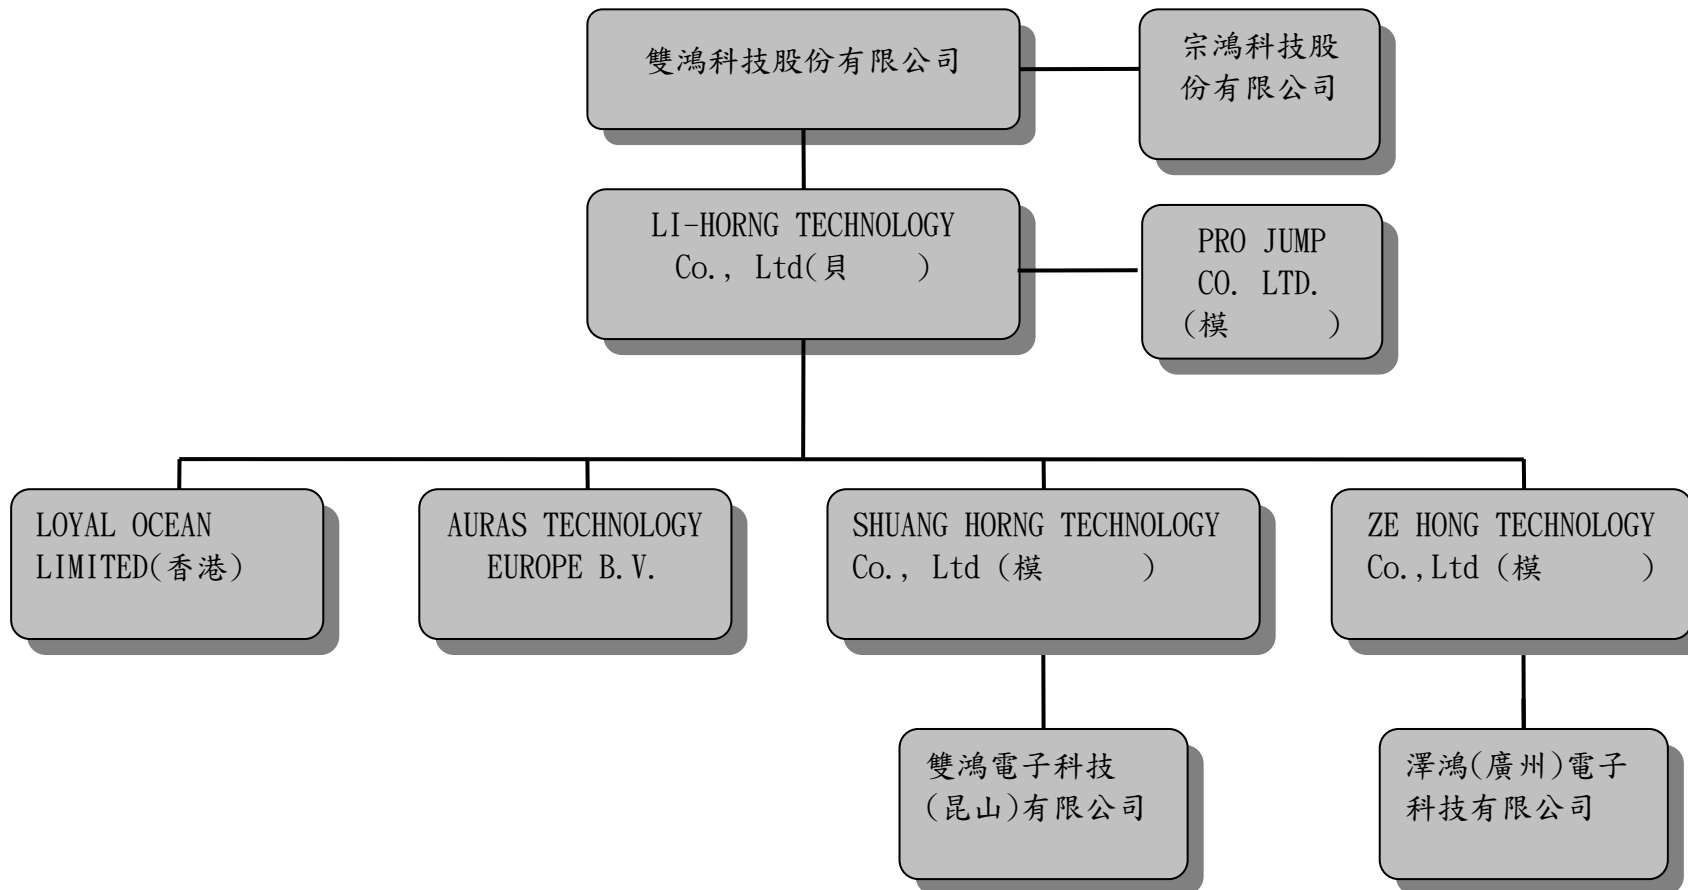 雙鴻科技股份有限公司
宗鴻科技股
份有限公司
LI-HORNG TECHNOLOGY
Co., Ltd(貝 )
PRO JUMP
CO. LTD.
(模 )
LOYAL OCEAN
LIMITED(香港)
AURAS TECHNOLOGY
EUROPE B.V.
SHUANG HORNG TECHNOLOGY
Co., Ltd (模 )
ZE HONG TECHNOLOGY
Co.,Ltd (模 )
雙鴻電子科技
(昆山)有限公司
澤鴻(廣州)電子
科技有限公司